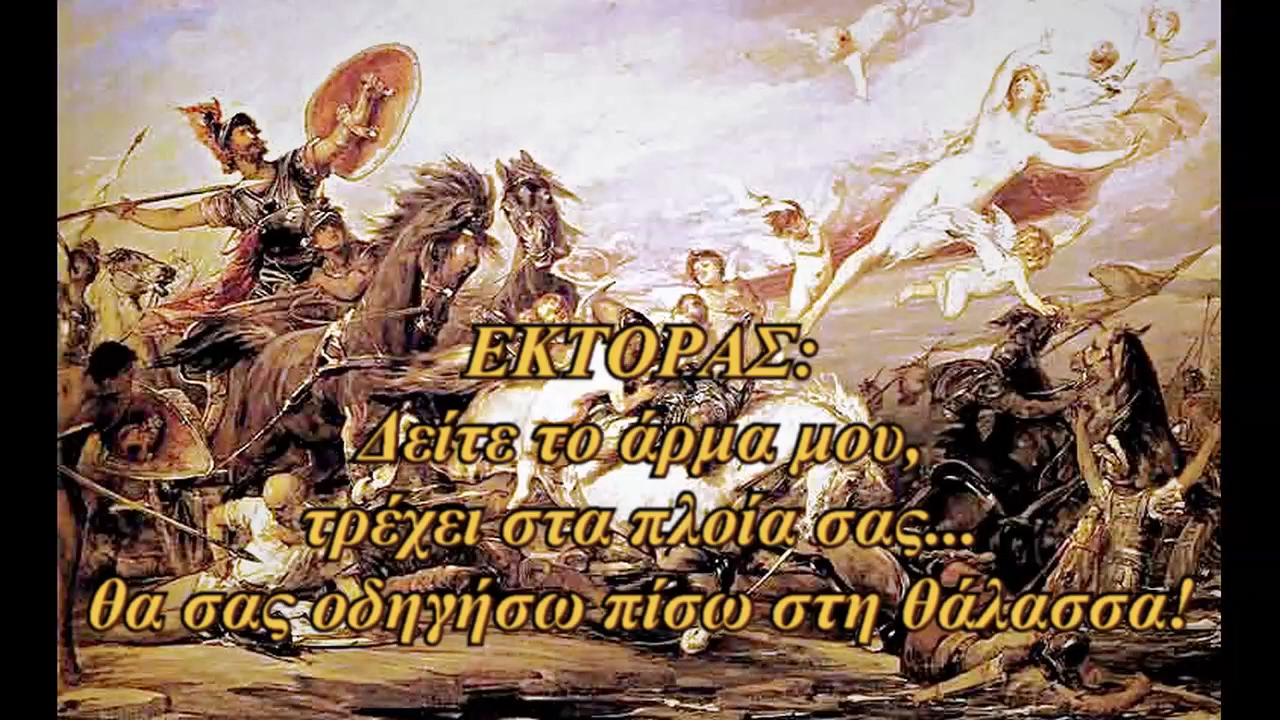 ΕΚΤΟΡΑΣ:
Δείτε το άρμα μου,
τρέχει στα πλοία σας...
θα σας οδηγήσω πίσω στη θάλασσα!